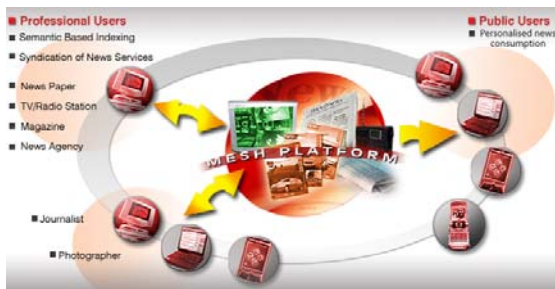 Professional Users
Semantic Based Indexing
Syndication of News Services
News Paper
TV/Radio Station
Magazine
News Agency
Journalist
Photographer
MESH PLATFORM
Public Users
Personalised news
consumption